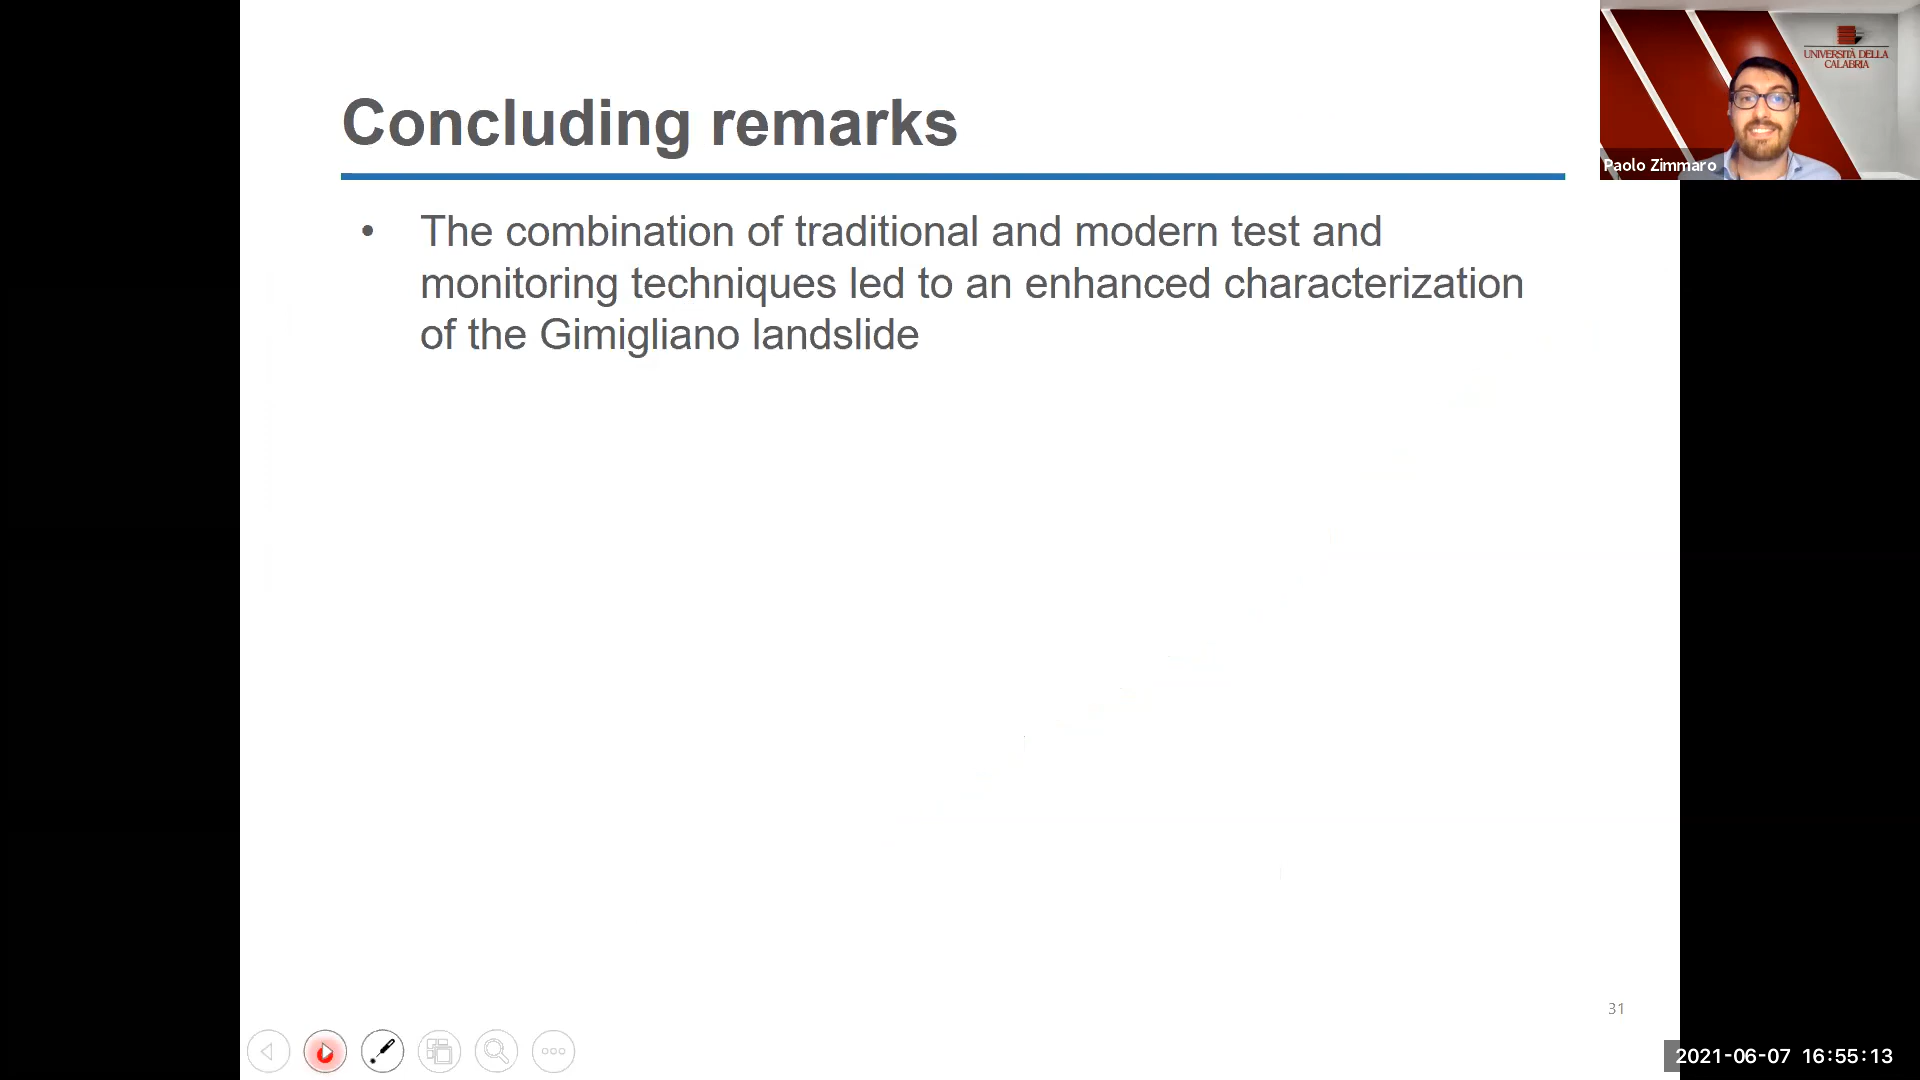 UNIVERSITÀ DELLA
CALABRIA
Paolo Zimmaro
Concluding remarks
• The combination of traditional and modern test and
monitoring techniques led to an enhanced characterization
of the Gimigliano landslide
31
2021-06-07 16:55:13